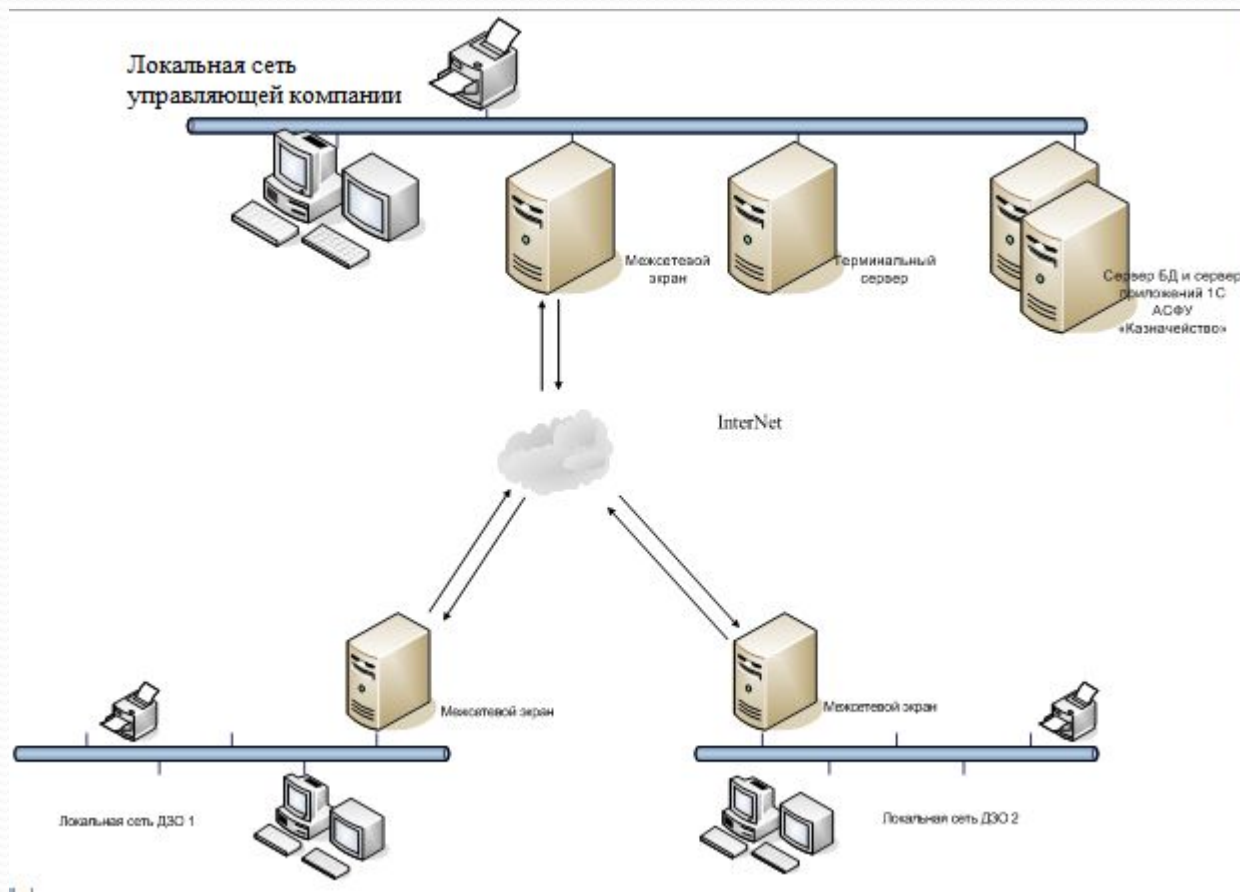 Локальная сеть
управляющей компании
Межсетевой
экран
Терминальный
сервер
Сервер БД и сервер
приложений 1С
АСФУ
«Казначейство»
InterNet
Межсетевой экран
Межсетевой экран
Локальная сеть ДЗО 1
Локальная сеть ДЗО 2